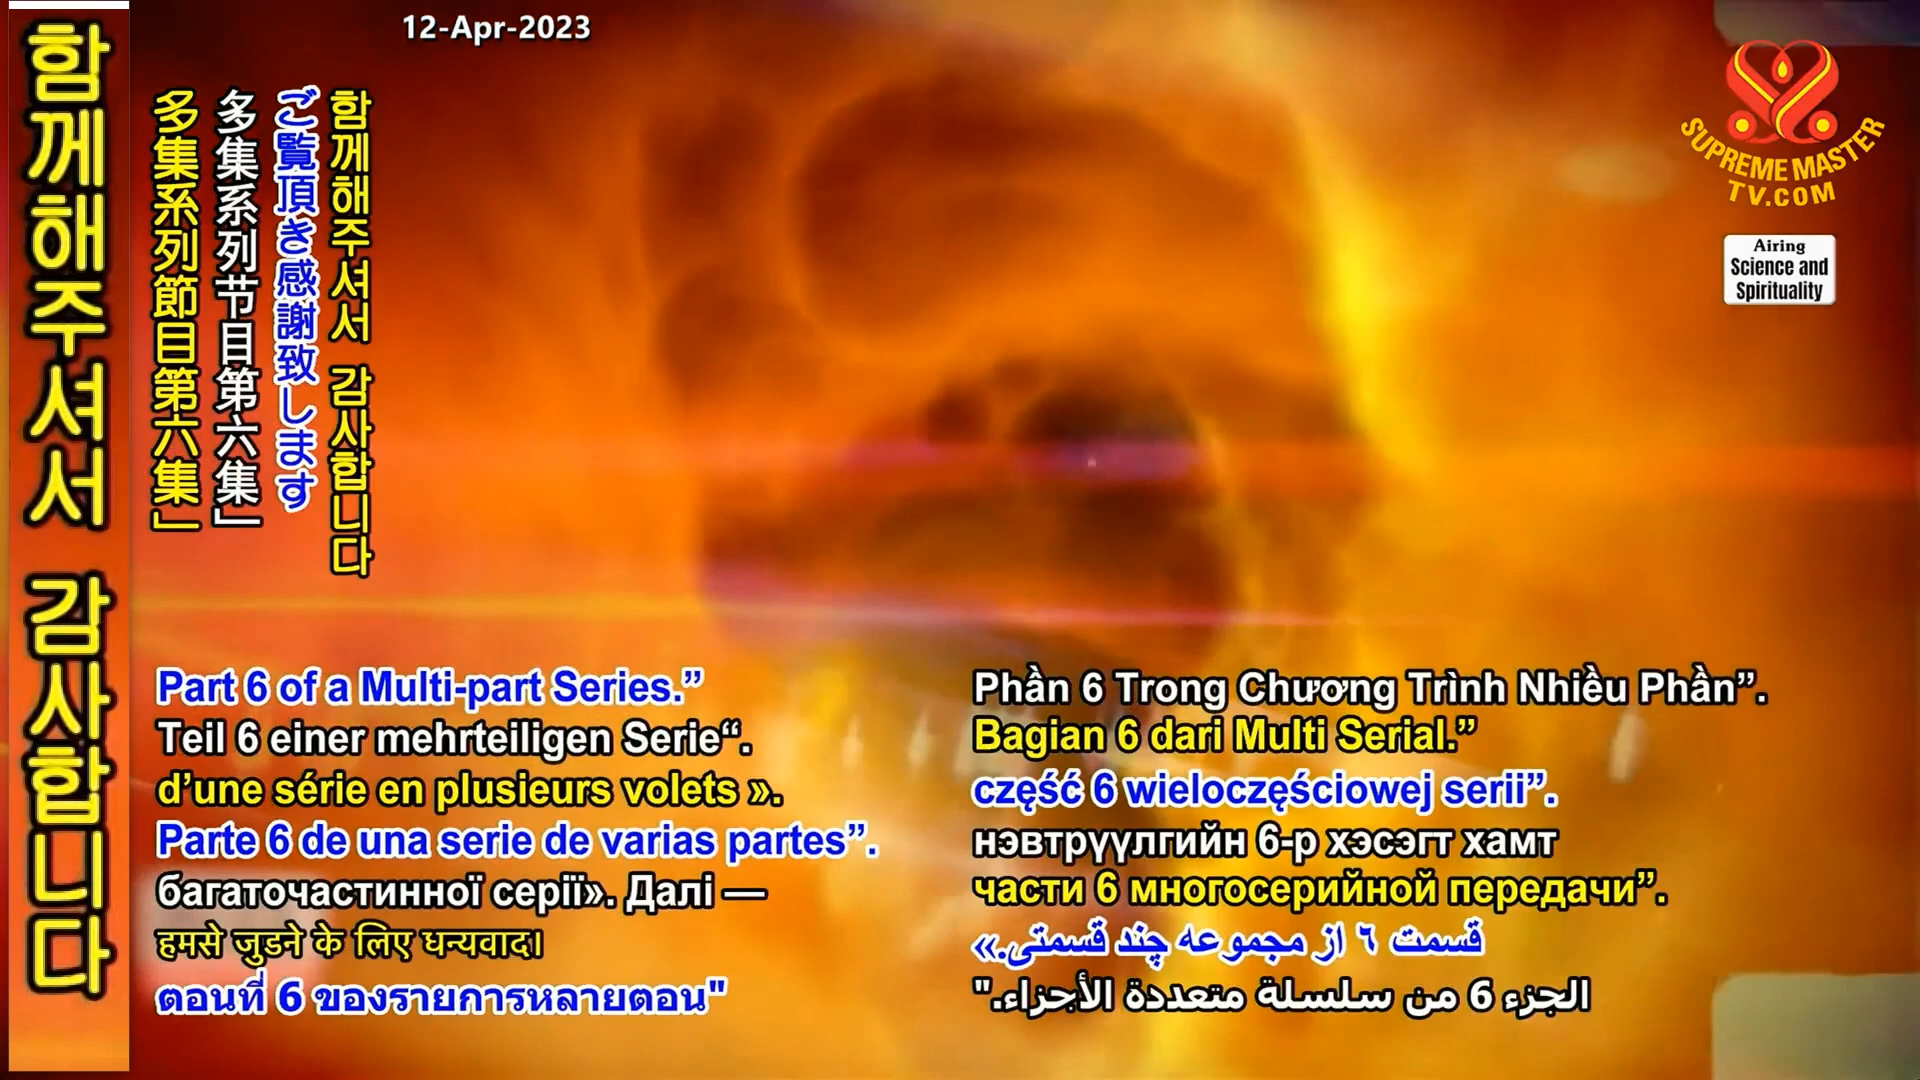 함께해주셔서 감사합니다
12-Apr-2023
함께해주셔서 감사합니다
ご覧頂き感謝致します
多集系列节目第六集」
多集系列節目第六集」
SUPREME MASTER
TV.COM
Airing
Science and
Spirituality
Part 6 of a Multi-part Series.”
Teil 6 einer mehrteiligen Serie“.
d’une série en plusieurs volets ».
Parte 6 de una serie de varias partes”.
багаточастинної серії». Далі —
हमसे जुडने के लिए धन्यवाद।
ตอนที่ 6 ของรายการหลายตอน"
Phần 6 Trong Chương Trình Nhiều Phần”.
Bagian 6 dari Multi Serial.”
część 6 wieloczęściowej serii”.
нэвтрүүлгийн 6-р хэсэгт хамт
части 6 многосерийной передачи”.
قسمت ۶ از مجموعه چند قسمتی.»
الجزء 6 من سلسلة متعددة الأجزاء."